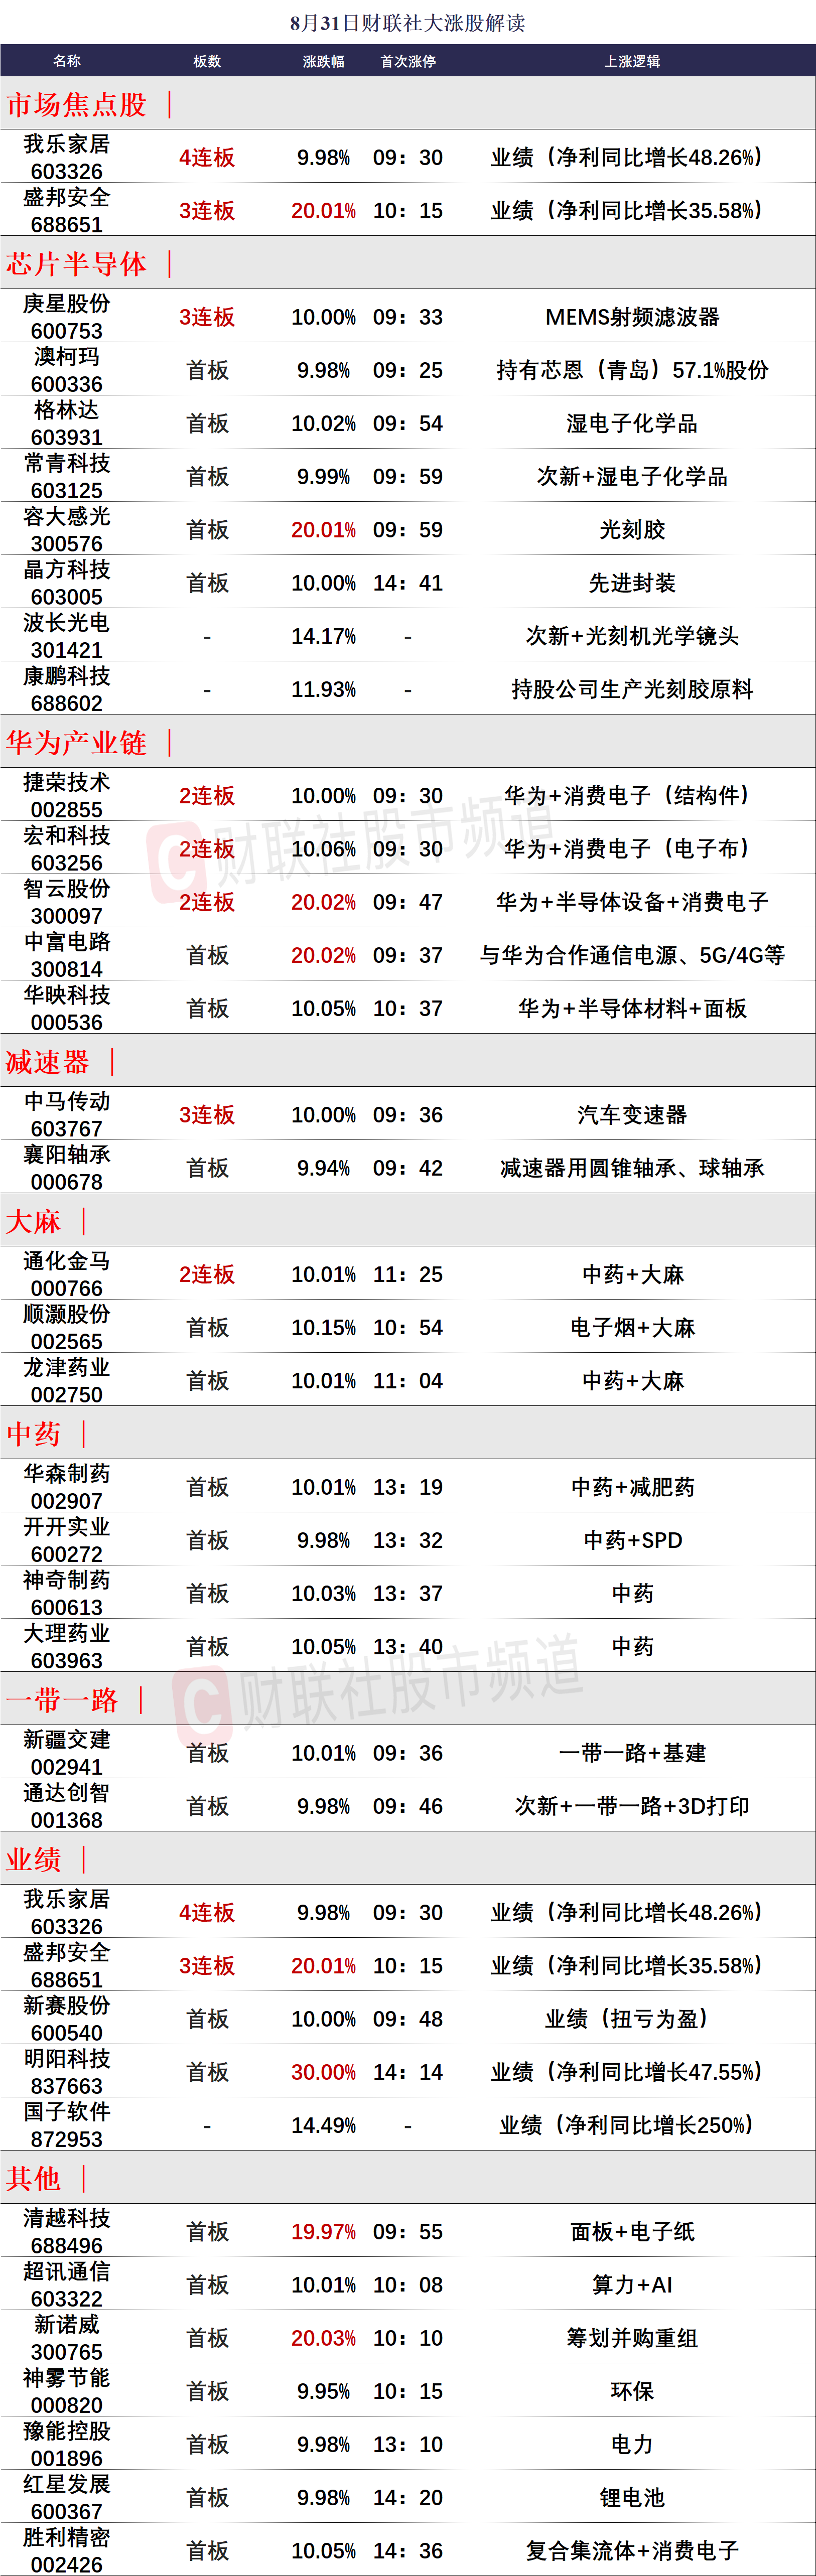 8月31日财联社大涨股解读
名称 板数 涨跌幅 首次涨停 上涨逻辑
市场焦点股 |
我乐家居
603326 4连板 9.98% 09：30 业绩（净利同比增长48.26%）
盛邦安全
688651 3连板 20.01% 10：15 业绩（净利同比增长35.58%）
芯片半导体 |
庚星股份
600753 3连板 10.00% 09：33 MEMS射频滤波器
澳柯玛
600336 首板 9.98% 09：25 持有芯恩（青岛）57.1%股份
格林达
603931 首板 10.02% 09：54 湿电子化学品
常青科技
603125 首板 9.99% 09：59 次新+湿电子化学品
容大感光
300576 首板 20.01% 09：59 光刻胶
晶方科技
603005 首板 10.00% 14：41 先进封装
波长光电
301421 - 14.17% - 次新+光刻机光学镜头
康鹏科技
688602 - 11.93% - 持股公司生产光刻胶原料
华为产业链 |
捷荣技术
002855 2连板 10.00% 09：30 华为+消费电子（结构件）
宏和科技
603256 2连板 10.06% 09：30 华为+消费电子（电子布）
智云股份
300097 2连板 20.02% 09：47 华为+半导体设备+消费电子
中富电路
300814 首板 20.02% 09：37 与华为合作通信电源、5G/4G等
华映科技
000536 首板 10.05% 10：37 华为+半导体材料+面板
财联社股市频道
减速器 |
中马传动
603767 3连板 10.00% 09：36 汽车变速器
襄阳轴承
000678 首板 9.94% 09：42 减速器用圆锥轴承、球轴承
大麻 |
通化金马
000766 2连板 10.01% 11：25 中药+大麻
顺灏股份
002565 首板 10.15% 10：54 电子烟+大麻
龙津药业
002750 首板 10.01% 11：04 中药+大麻
中药 |
华森制药
002907 首板 10.01% 13：19 中药+减肥药
开开实业
600272 首板 9.98% 13：32 中药+SPD
神奇制药
600613 首板 10.03% 13：37 中药
大理药业
603963 首板 10.05% 13：40 中药
财联社股市频道
一带一路 |
新疆交建
002941 首板 10.01% 09：36 一带一路+基建
通达创智
001368 首板 9.98% 09：46 次新+一带一路+3D打印
业绩 |
我乐家居
603326 4连板 9.98% 09：30 业绩（净利同比增长48.26%）
盛邦安全
688651 3连板 20.01% 10：15 业绩（净利同比增长35.58%）
新赛股份
600540 首板 10.00% 09：48 业绩（扭亏为盈）
明阳科技
837663 首板 30.00% 14：14 业绩（净利同比增长47.55%）
国子软件
872953 - 14.49% - 业绩（净利同比增长250%）
其他 |
清越科技
688496 首板 19.97% 09：55 面板+电子纸
超讯通信
603322 首板 10.01% 10：08 算力+AI
新诺威
300765 首板 20.03% 10：10 筹划并购重组
神雾节能
000820 首板 9.95% 10：15 环保
豫能控股
001896 首板 9.98% 13：10 电力
红星发展
600367 首板 9.98% 14：20 锂电池
胜利精密
002426 首板 10.05% 14：36 复合集流体+消费电子